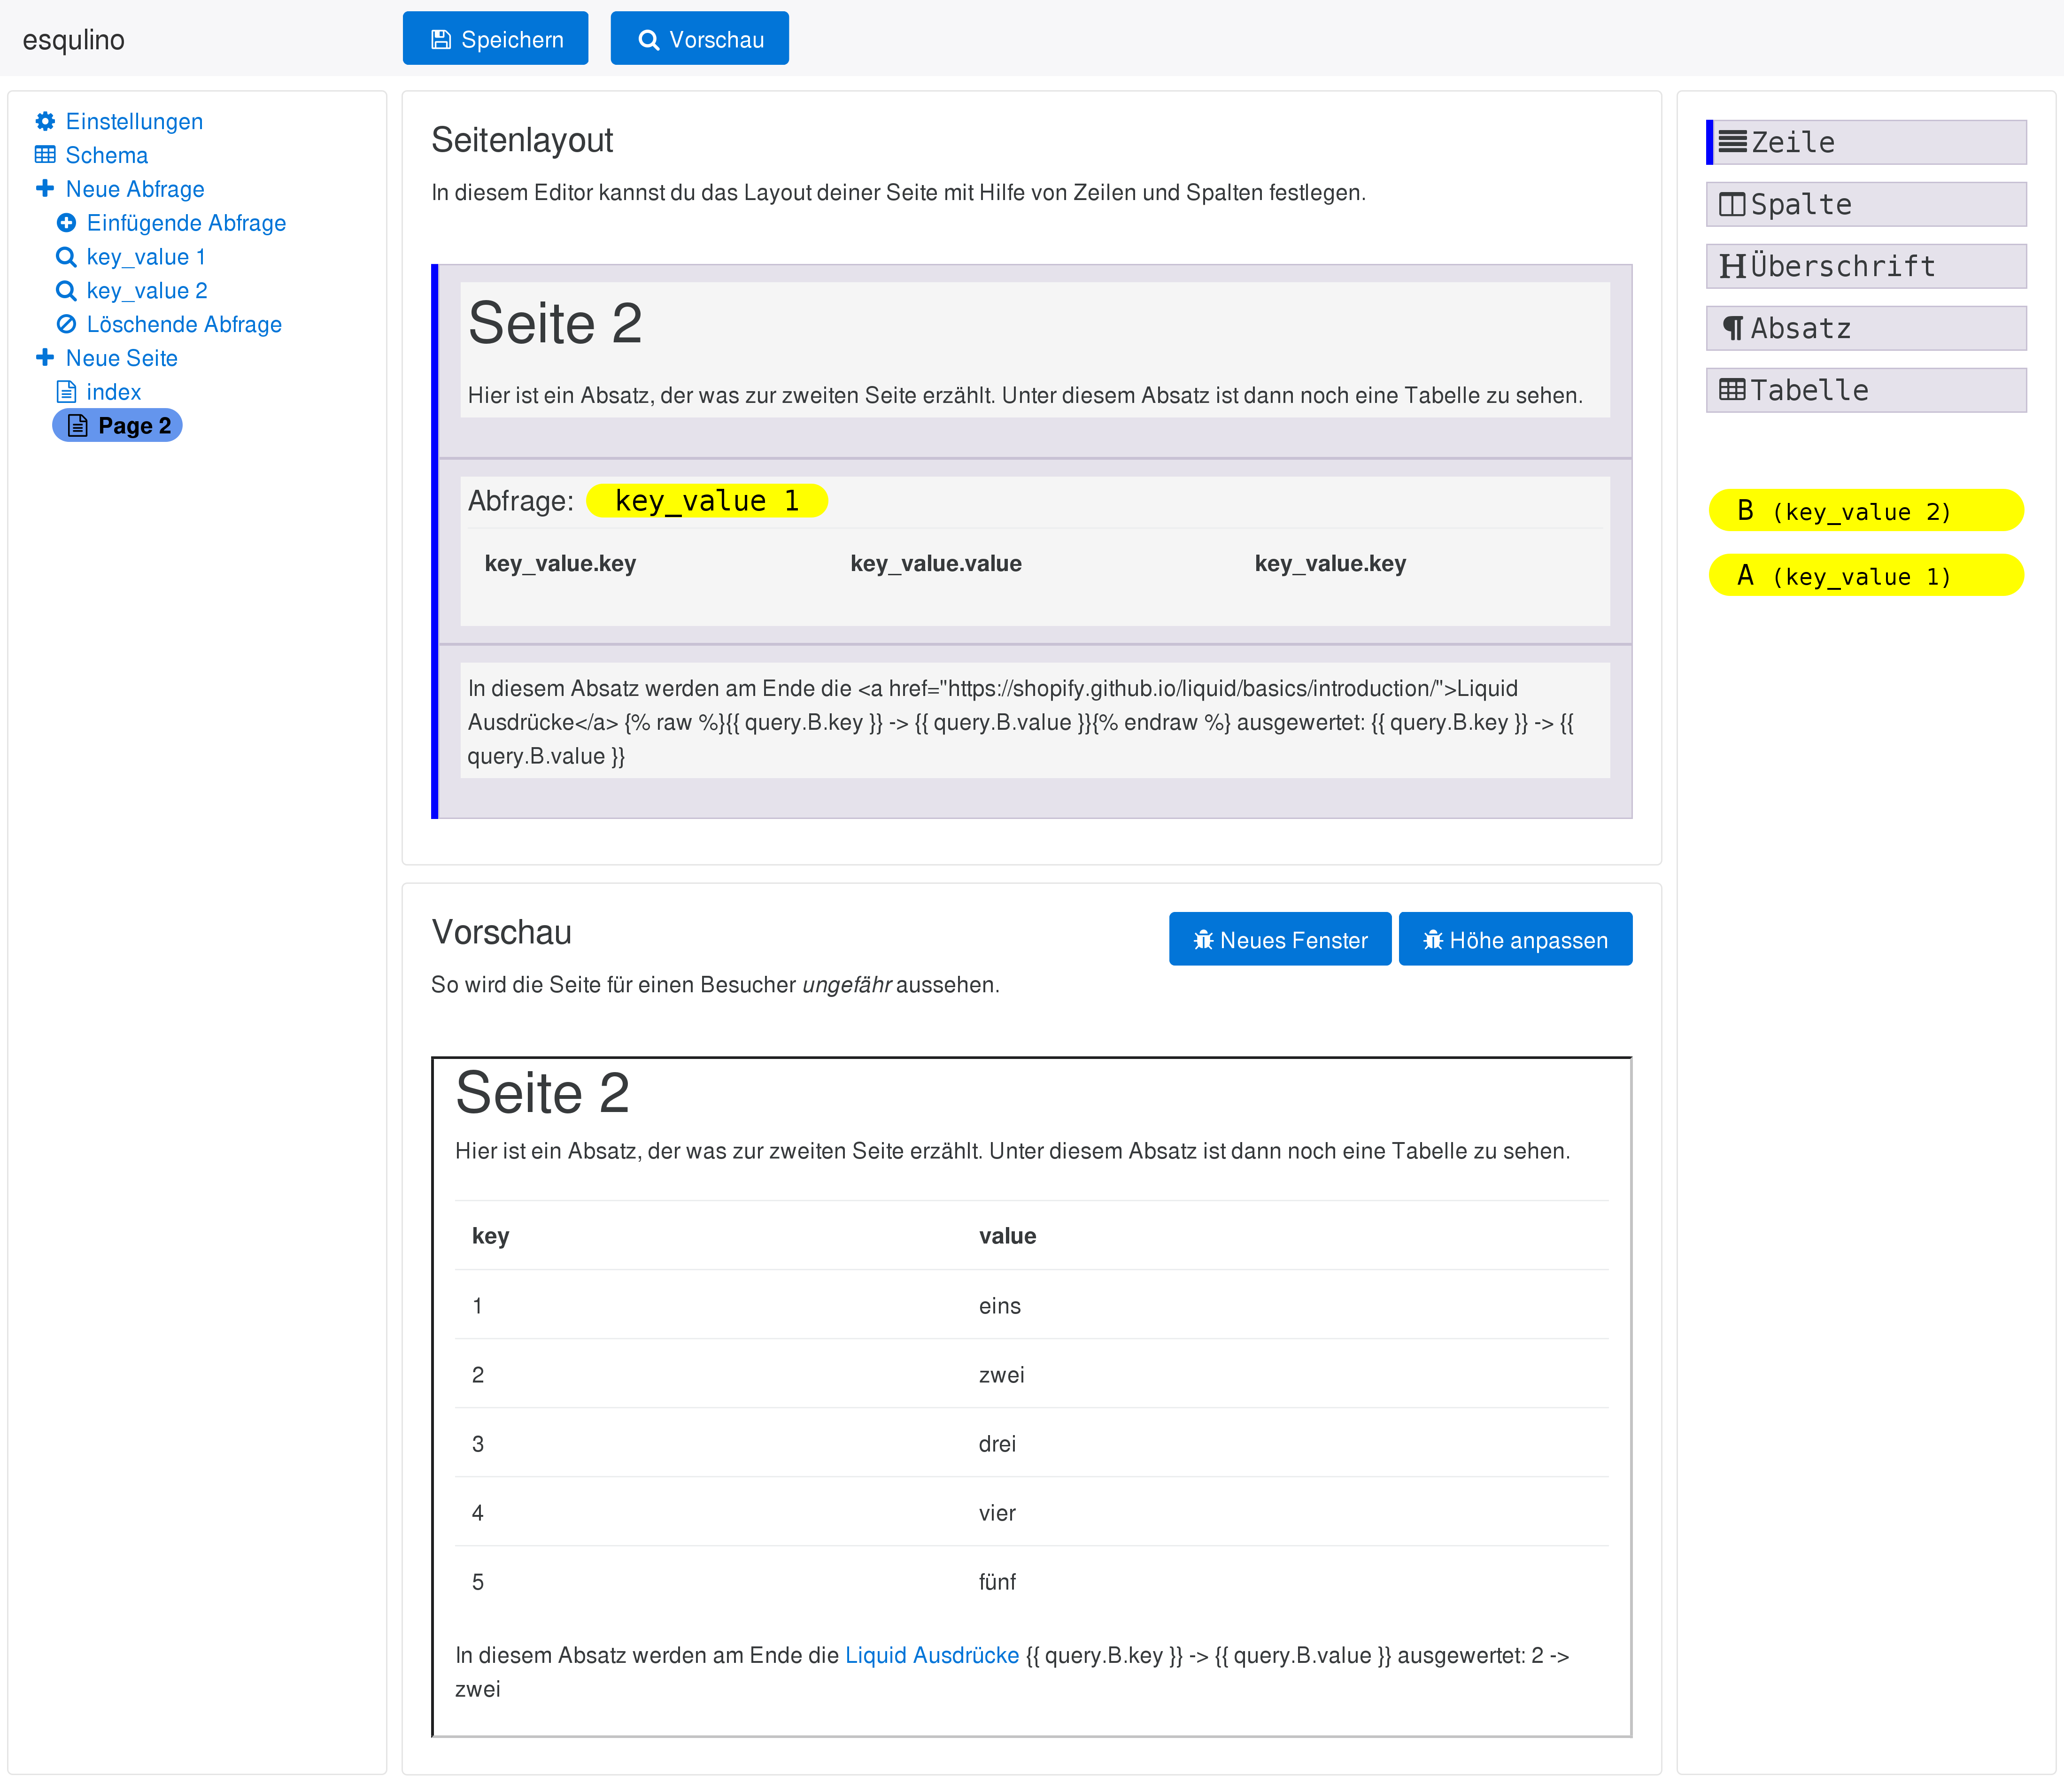 esqulino
Speichern
Vorschau
Einstellungen
Schema
Neue Abfrage
Einfügende Abfrage
key_value 1
key_value 2
Löschende Abfrage
Neue Seite
index
Page 2
Seitenlayout
In diesem Editor kannst du das Layout deiner Seite mit Hilfe von Zeilen und Spalten festlegen.
Seite 2
Hier ist ein Absatz, der was zur zweiten Seite erzählt. Unter diesem Absatz ist dann noch eine Tabelle zu sehen.
Abfrage: key_value 1
key_value.key key_value.value key_value.key
In diesem Absatz werden am Ende die <a href="https://shopify.github.io/liquid/basics/introduction/">Liquid
Ausdrücke</a> {% raw %}{{ query.B.key }} -> {{ query.B.value }}{% endraw %} ausgewertet: {{ query.B.key }} -> {{
query.B.value }}
Vorschau
Neues Fenster
Höhe anpassen
So wird die Seite für einen Besucher ungefähr aussehen.
Seite 2
Hier ist ein Absatz, der was zur zweiten Seite erzählt. Unter diesem Absatz ist dann noch eine Tabelle zu sehen.
key value
1 eins
2 zwei
3 drei
4 vier
5 fünf
In diesem Absatz werden am Ende die Liquid Ausdrücke {{ query.B.key }} -> {{ query.B.value }} ausgewertet: 2 ->
zwei
Zeile
Spalte
Überschrift
Absatz
Tabelle
B (key_value 2)
A (key_value 1)